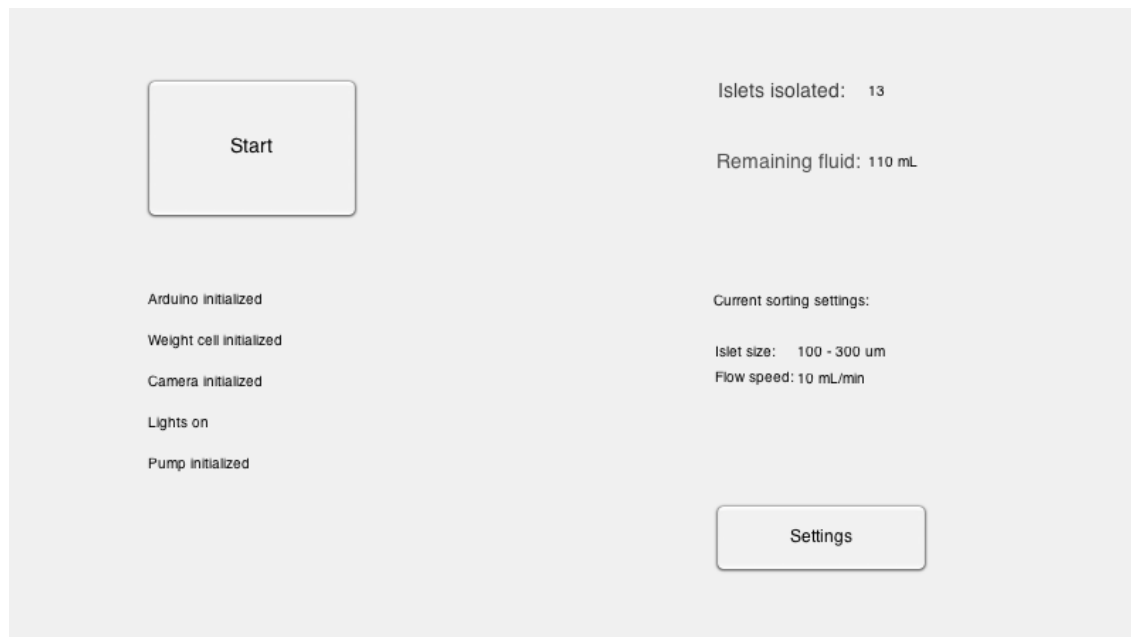 Start
Islets isolated: 13
Remaining fluid: 110 mL
Arduino initialized
Weight cell initialized
Camera initialized
Lights on
Pump initialized
Current sorting settings:
Islet size: 100 - 300 um
Flow speed: 10 mL/min
Settings